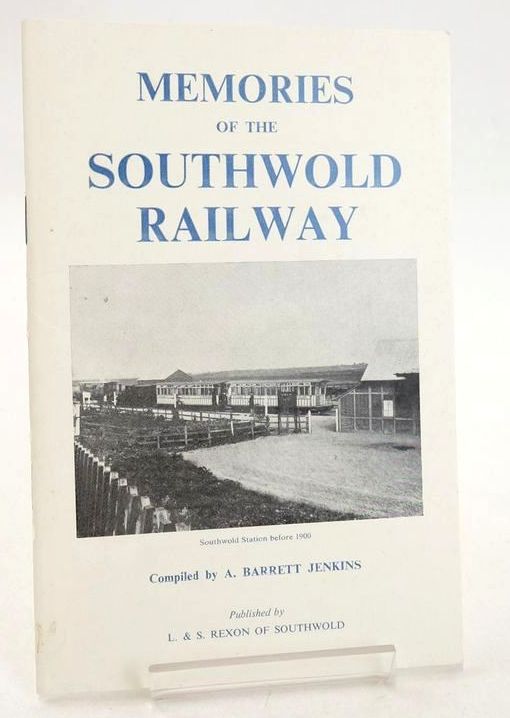 MEMORIES
OF THE
SOUTHWOLD
RAILWAY
Southwold Station before 1900
Compiled by A. BARRETT JENKINS
Published by
L. & S. REXON OF SOUTHWOLD